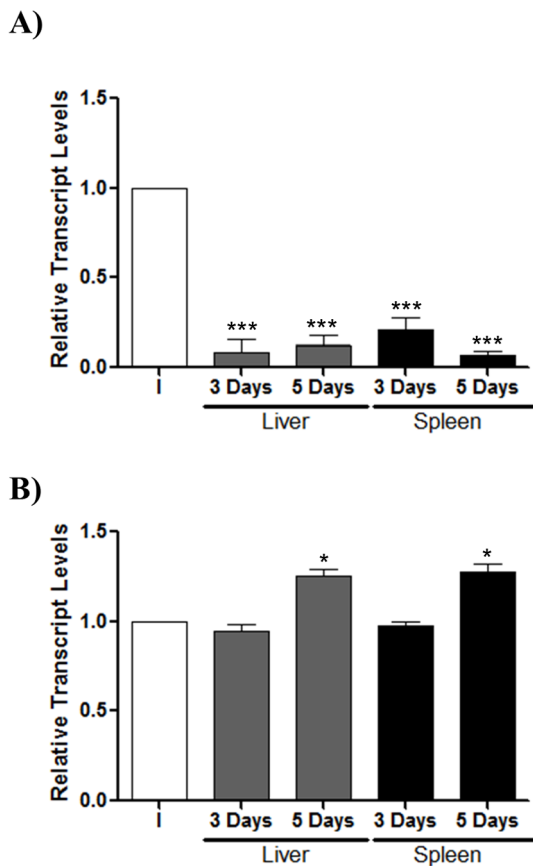 A)
Relative Transcript Levels
1.5
1.0
0.5
0.0
*** *** *** ***
I 3 Days 5 Days 3 Days 5 Days
Liver Spleen
B)
Relative Transcript Levels
1.5
1.0
0.5
0.0
* *
I 3 Days 5 Days 3 Days 5 Days
Liver Spleen